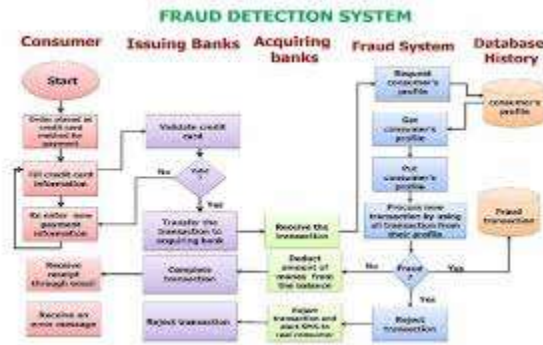 FRAUD DETECTION SYSTEM
Consumer
Issuing Banks
Acquiring
banks
Fraud System
Database
History
Start
Order placed as
credit card
method for
payment
Fill credit card
information
Re enter new
payment
information
Receive
receipt
through email
Receive an
error message
Validate credit
card
No
Yes
Transfer the
transaction to
acquiring bank
Complete
transaction
Reject transaction
Receive the
transaction
Deduct amount of
money from
the balance
Reject
transaction and
SMS to
real consumer
Request
consumer's
profile
Get
consumer's
profile
Put
consumer's
profile
Process new
transaction by using
all transaction from
their profile
No
Fraud
?
Yes
Yes
Reject
transaction
consumer's
profile
Fraud
transaction